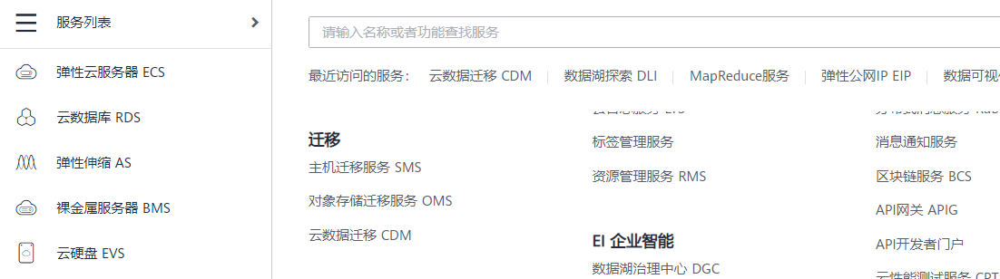 服务列表
弹性云服务器 ECS
云数据库 RDS
弹性伸缩 AS
裸金属服务器 BMS
云硬盘 EVS
请输入名称或者功能查找服务
最近访问的服务： 云数据迁移 CDM 数据湖探索 DLI MapReduce服务 弹性公网IP EIP 数据可视
迁移
主机迁移服务 SMS
对象存储迁移服务 OMS
云数据迁移 CDM
标签管理服务
资源管理服务 RMS
EI 企业智能
数据湖治理中心 DGC
消息通知服务
区块链服务 BCS
API网关 APIG
API开发者门户
云性能测试服务 CPT